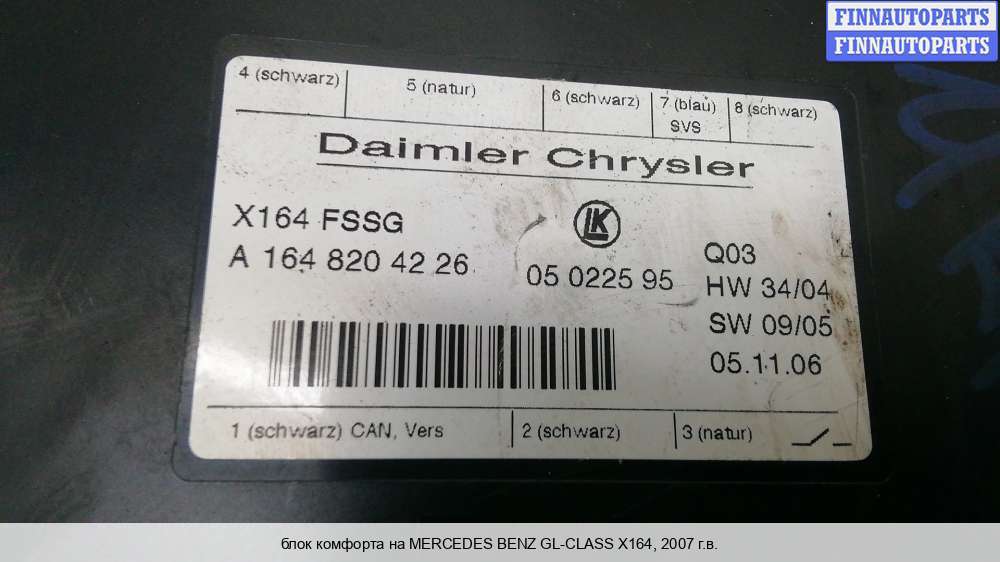 FINNAUTOPARTS
FINNAUTOPARTS
4 (schwarz) 5 (natur) 6 (schwarz) 7 (blau) 8 (schwarz)
SVS
Daimler Chrysler
X164 FSSG LK Q03
A 164 820 42 26 05 0225 95 HW 34/04
SW 09/05
05.11.06
1 (schwarz) CAN, Vers 2 (schwarz) 3 (natur)
блок комфорта на MERCEDES BENZ GL-CLASS X164, 2007 г.в.